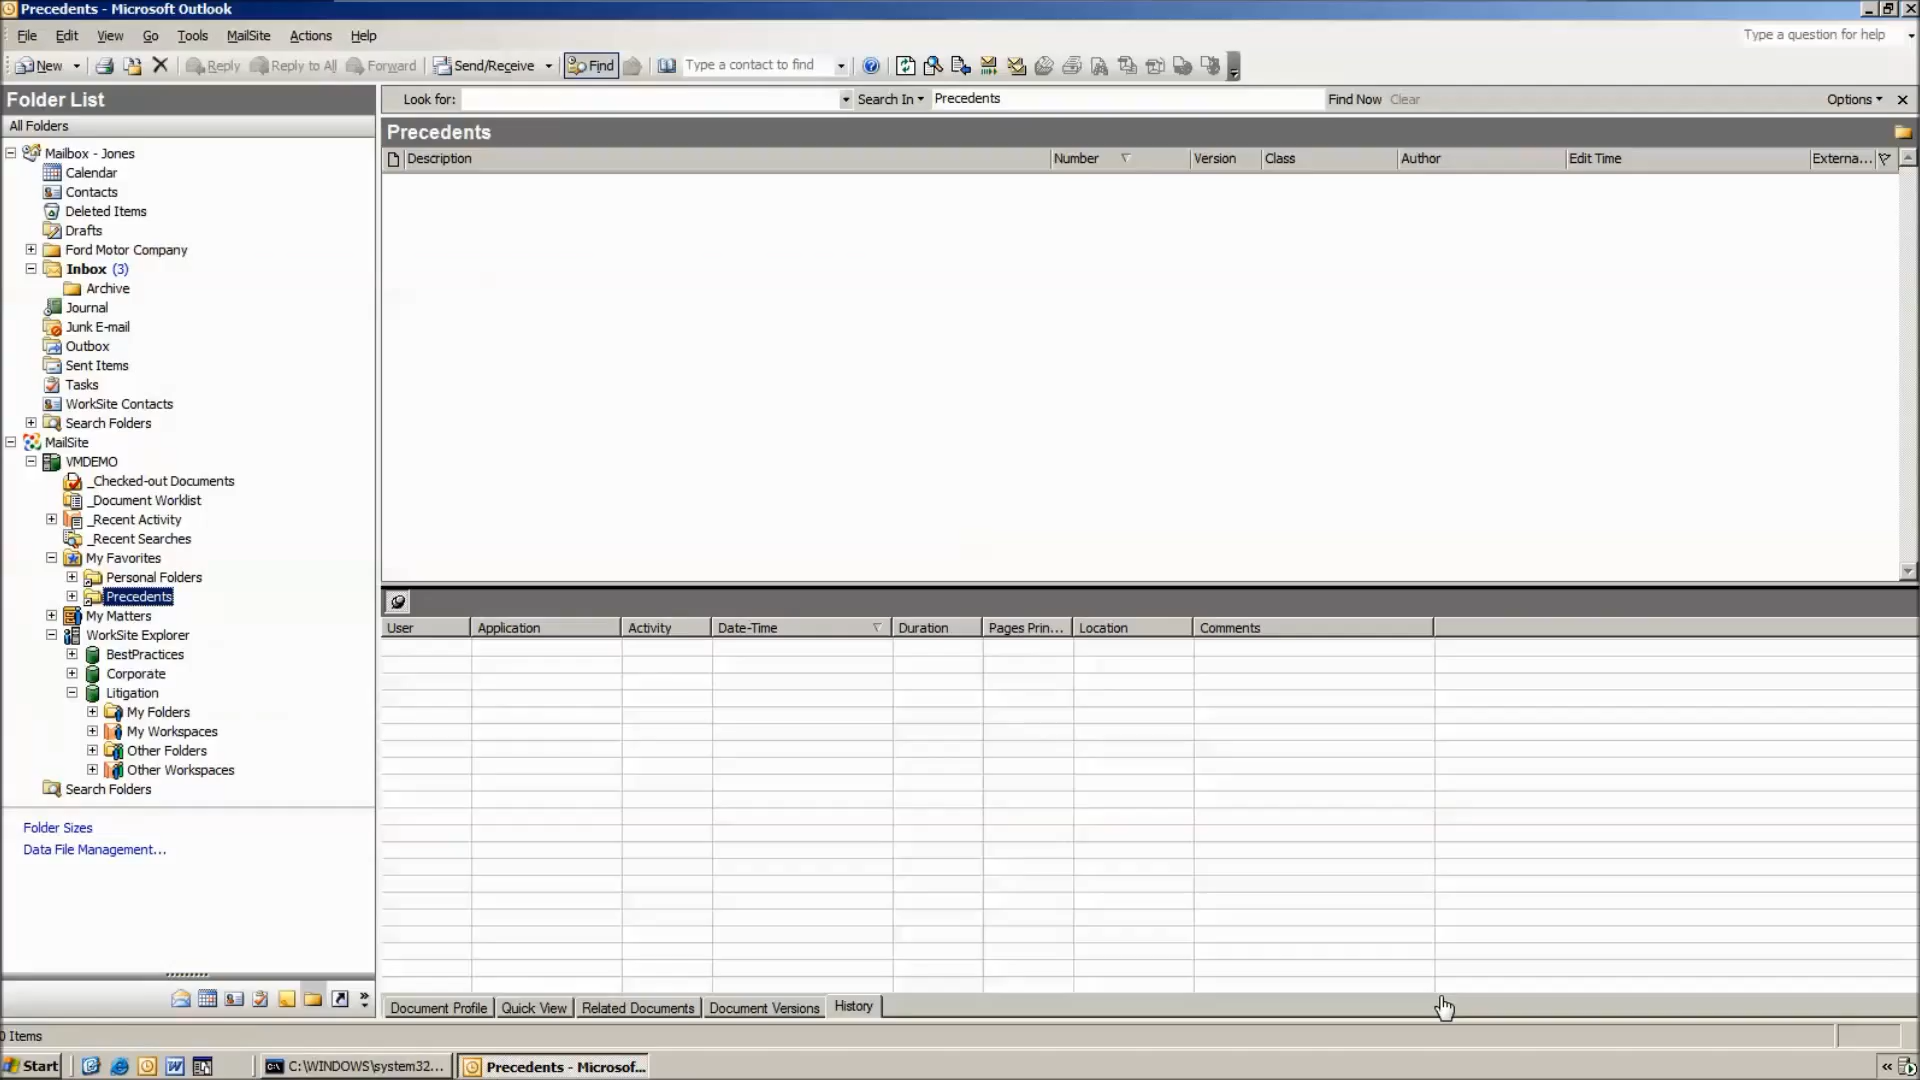 Precedents - Microsoft Outlook
File Edit View Go Tools MailSite Actions Help Type a question for help
New Reply Reply to All Forward Send/Receive Find Type a contact to find
Folder List
Look for: Search In Precedents Find Now Clear Options
All Folders
Precedents
Description Number Version Class Author Edit Time Externa...
Mailbox - Jones
Calendar
Contacts
Deleted Items
Drafts
Ford Motor Company
Inbox (3)
Archive
Journal
Junk E-mail
Outbox
Sent Items
Tasks
WorkSite Contacts
Search Folders
MailSite
VMDEMO
_Checked-out Documents
_Document Worklist
_Recent Activity
_Recent Searches
My Favorites
Personal Folders
Precedents
My Matters
WorkSite Explorer
BestPractices
Corporate
Litigation
My Folders
My Workspaces
Other Folders
Other Workspaces
Search Folders
Folder Sizes
Data File Management...
User Application Activity Date-Time Duration Pages Prin... Location Comments
Document Profile Quick View Related Documents Document Versions History
0 Items
Start C:\WINDOWS\system32... Precedents - Microsof...